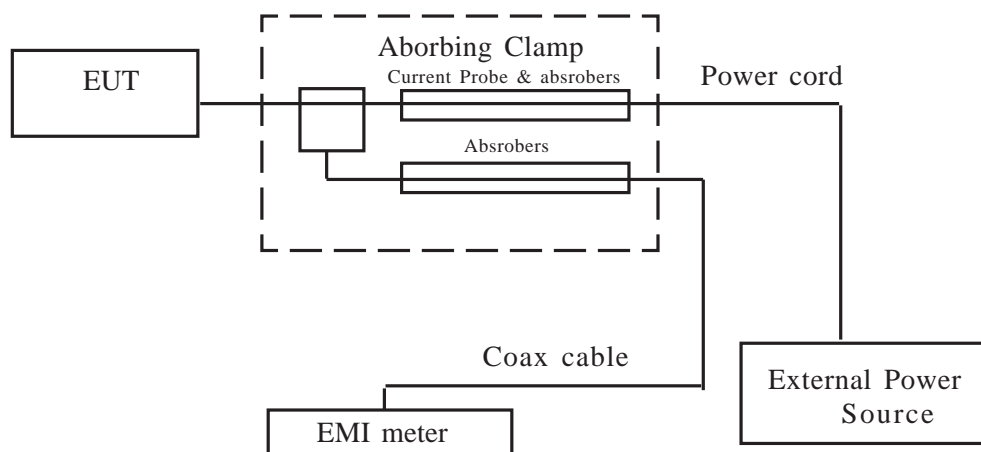 EUT
Aborbing Clamp
Current Probe & absrobers
Power cord
Absrobers
Coax cable
External Power
Source
EMI meter